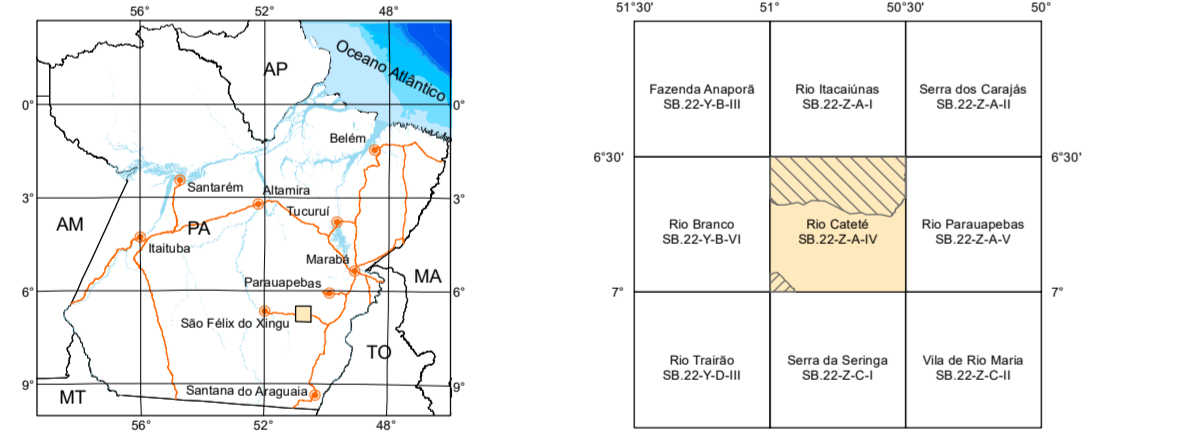 56°
52°
48°
Oceano Atlântico
AP
0°
0°
Belém
Santarém
Altamira
3°
3°
Tucuruí
AM
PA
Itaituba
Marabá
MA
Parauapebas
6°
6°
São Félix do Xingu
TO
9°
9°
Santana do Araguaia
MT
56°
52°
48°
51°30'
51°
50°30'
50°
Fazenda Anaporã
SB.22-Y-B-III
Rio Itacaiúnas
SB.22-Z-A-I
Serra dos Carajás
SB.22-Z-A-II
6°30'
6°30'
Rio Branco
SB.22-Y-B-VI
Rio Cateté
SB.22-Z-A-IV
Rio Parauapebas
SB.22-Z-A-V
7°
7°
Rio Trairão
SB.22-Y-D-III
Serra da Seringa
SB.22-Z-C-I
Vila de Rio Maria
SB.22-Z-C-II